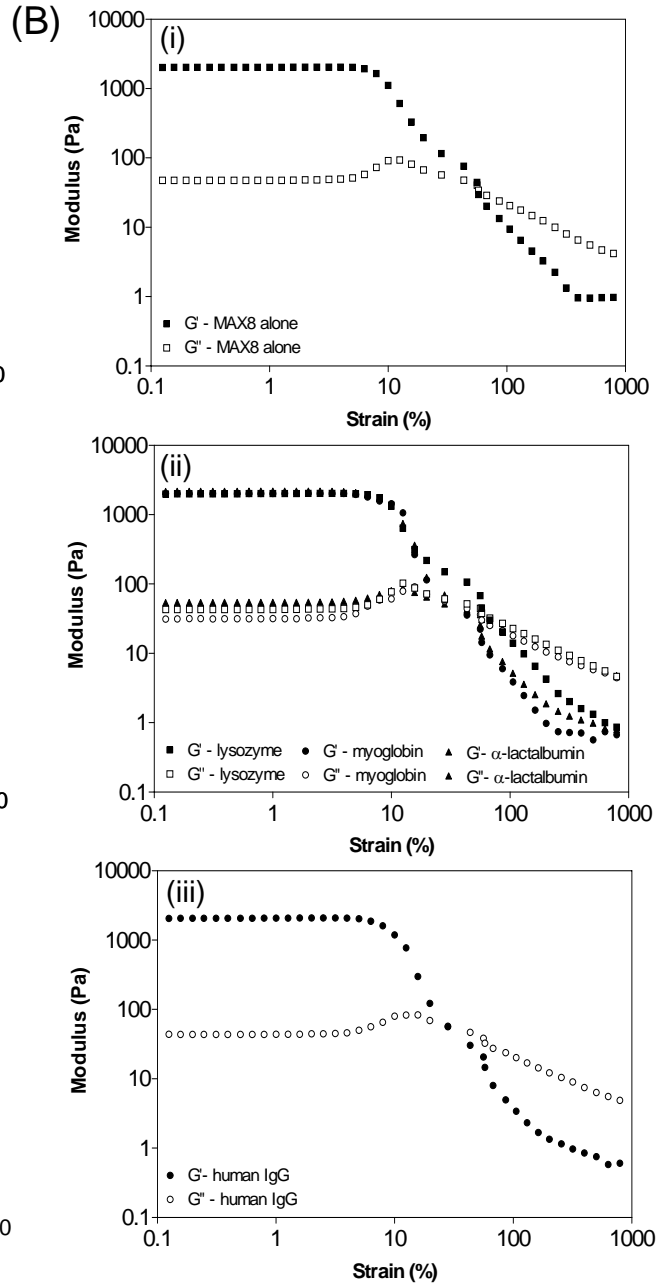 (B)
(i)
10000
1000
100
10
1
0.1
Modulus (Pa)
G' - MAX8 alone
G" - MAX8 alone
0.1 1 10 100 1000
Strain (%)
0
(ii)
10000
1000
100
10
1
0.1
Modulus (Pa)
G' - lysozyme G' - myoglobin G'- α-lactalbumin
G" - lysozyme G" - myoglobin G"- α-lactalbumin
0.1 1 10 100 1000
Strain (%)
0
(iii)
10000
1000
100
10
1
0.1
Modulus (Pa)
G'- human IgG
G" - human IgG
0.1 1 10 100 1000
Strain (%)
0